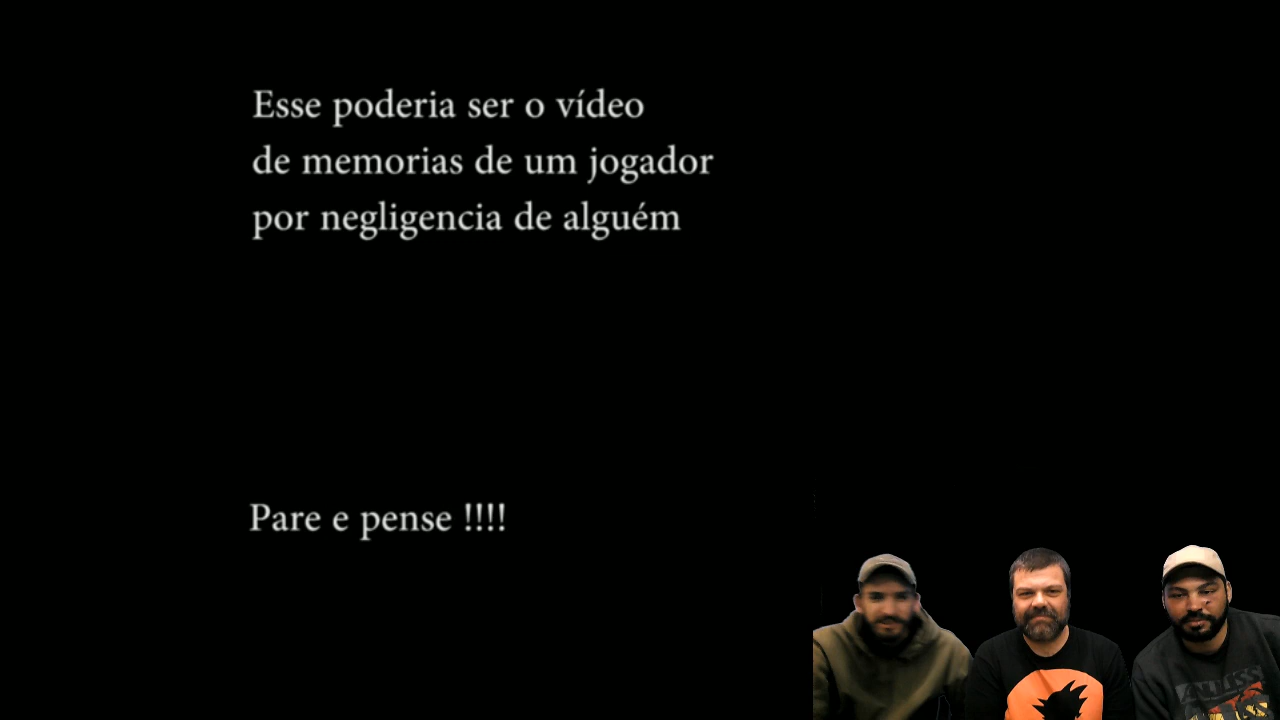 Esse poderia ser o vídeo
de memorias de um jogador
por negligencia de alguém
Pare e pense !!!!